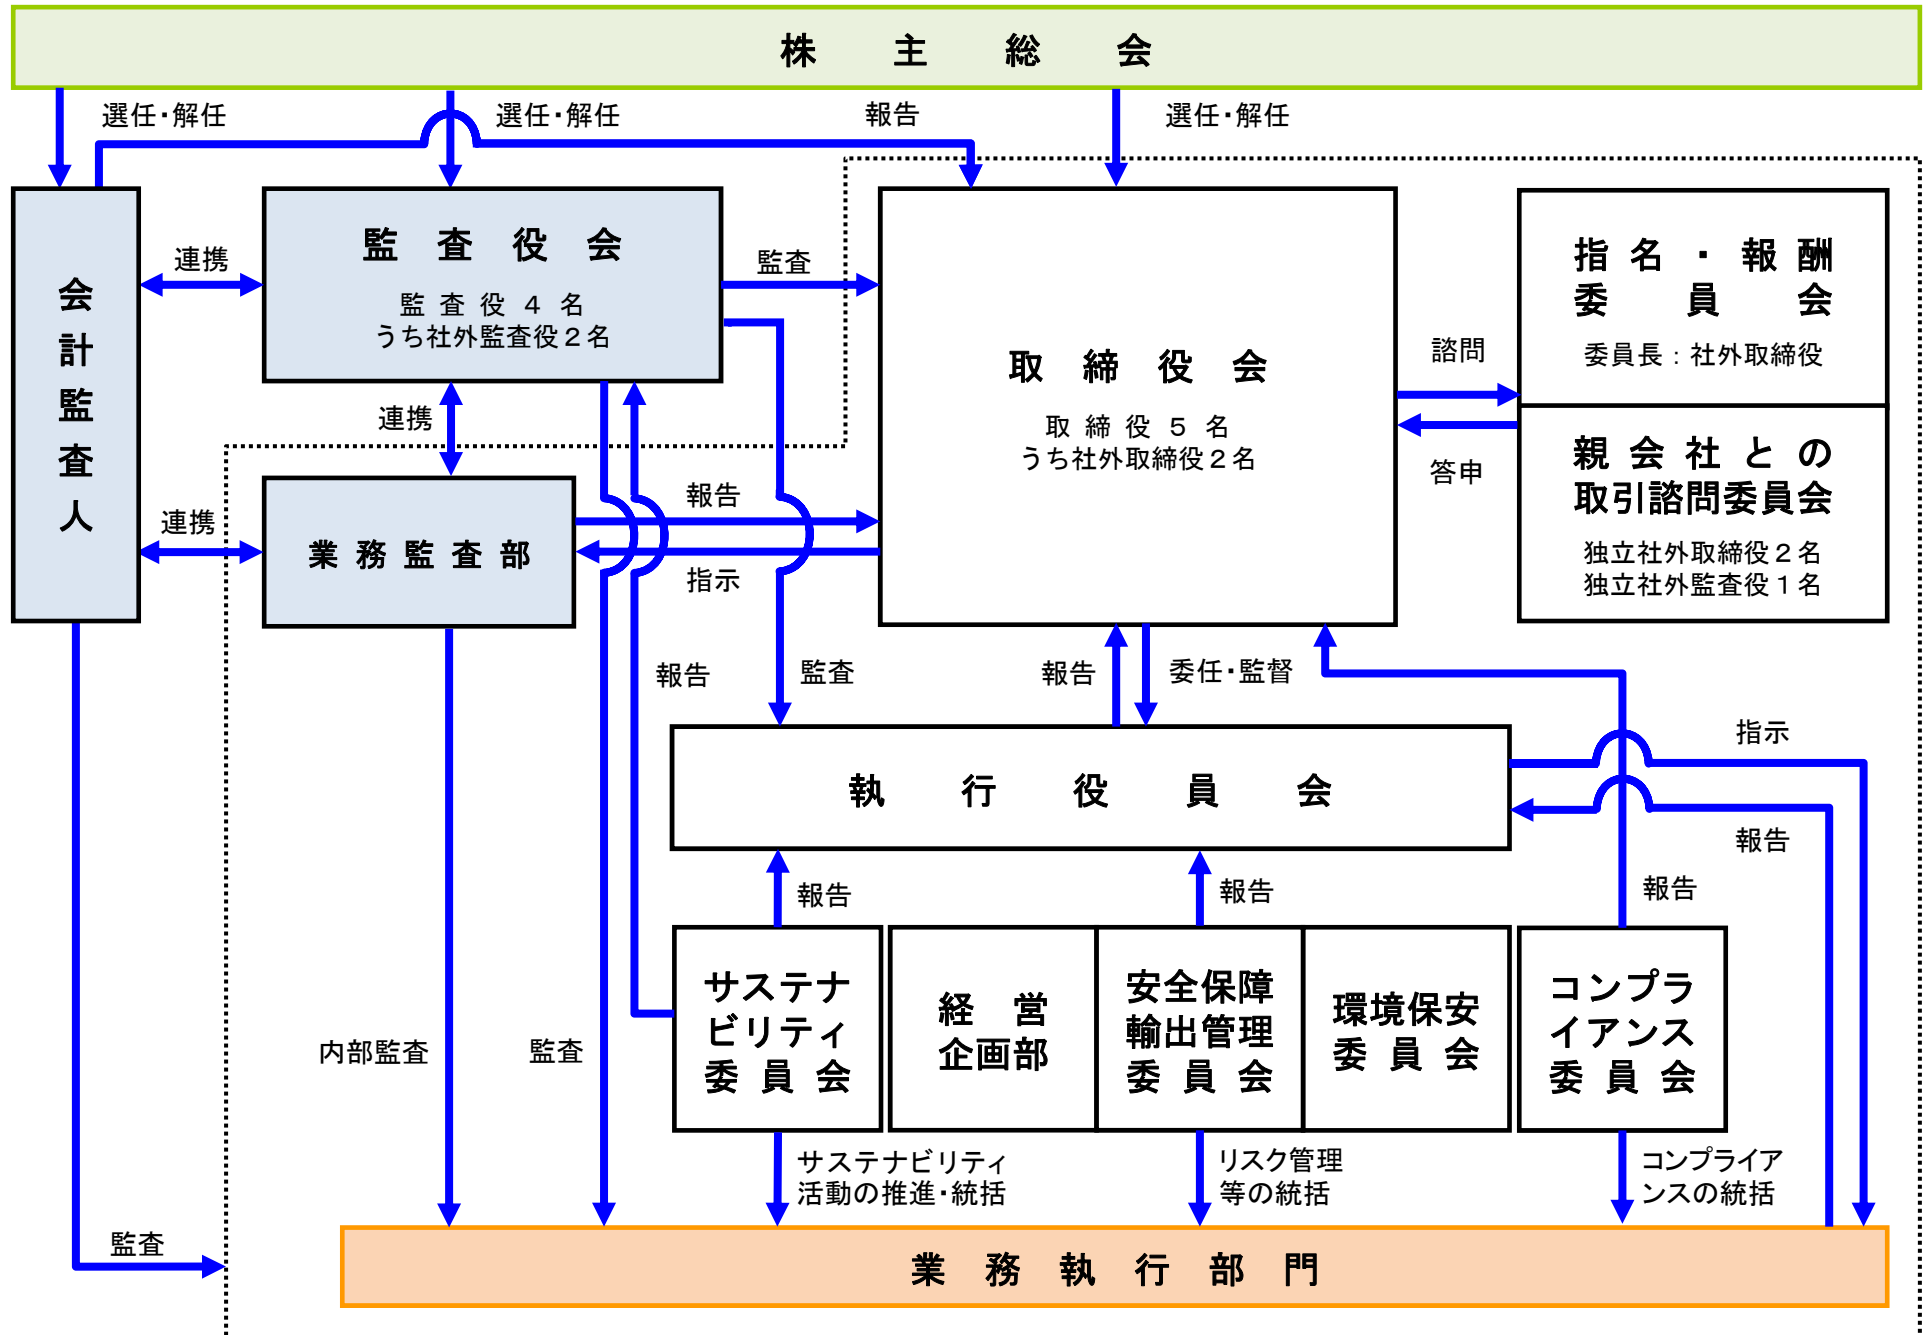 株主総会
選任・解任
選任・解任
報告
選任・解任
会計監査人
連携
監査役会
監査役４名
うち社外監査役２名
監査
取締役会
取締役５名
うち社外取締役２名
諮問
答申
指名・報酬
委員会
委員長：社外取締役
親会社との
取引諮問委員会
独立社外取締役２名
独立社外監査役１名
連携
連携
業務監査部
報告
指示
報告
監査
報告
委任・監督
執行役員会
指示
報告
報告
報告
報告
サステナ
ビリティ
委員会
経営
企画部
安全保障
輸出管理
委員会
環境保安
委員会
コンプラ
イアンス
委員会
内部監査
監査
サステナビリティ
活動の推進・統括
リスク管理
等の統括
コンプライア
ンスの統括
監査
業務執行部門